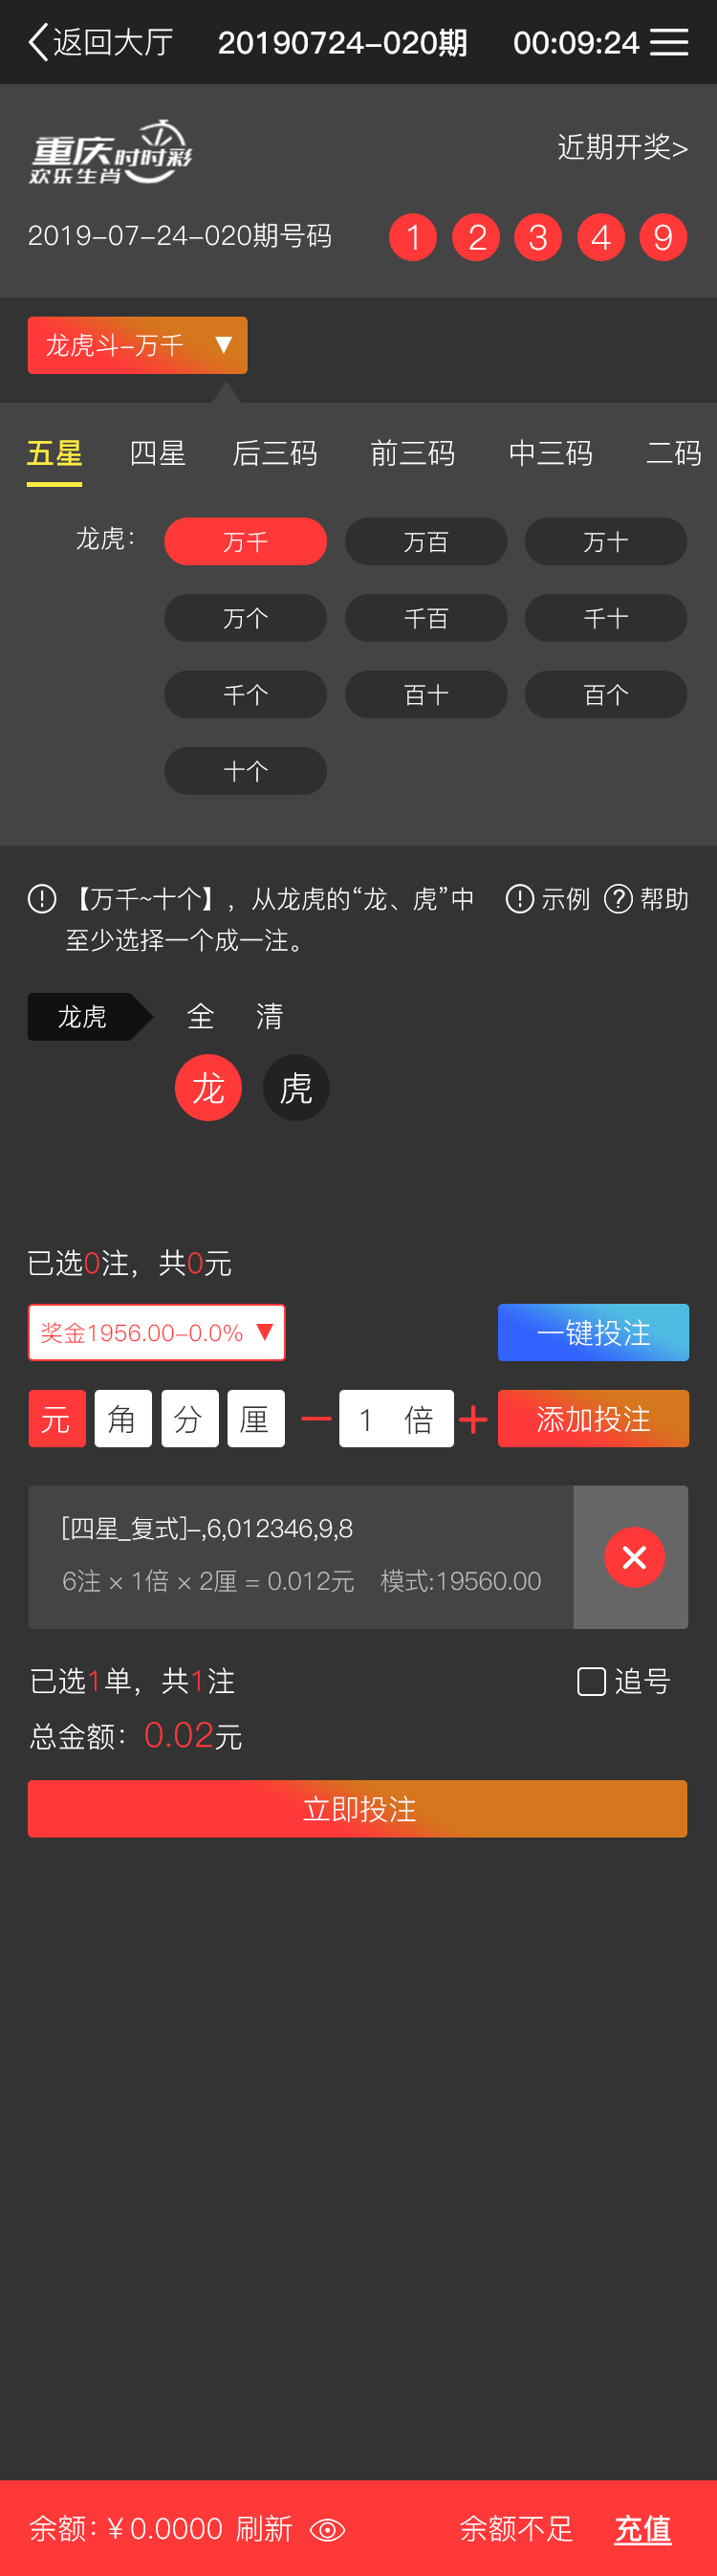 返回大厅 20190724-020期 00:09:24
重庆时时彩
欢乐生肖
近期开奖>
2019-07-24-020期号码 1 2 3 4 9
龙虎斗-万千 ▼
五星 四星 后三码 前三码 中三码 二码
龙虎: 万千 万百 万十
万个 千百 千十
千个 百十 百个
十个
【万千~十个】，从龙虎的“龙、虎”中 示例 帮助
至少选择一个成一注。
龙虎 全 清
龙 虎
已选0注，共0元
奖金1956.00-0.0% ▼ 一键投注
元 角 分 厘 — 1 倍 + 添加投注
[四星_复式]-,6,012346,9,8
6注 × 1倍 × 2厘 = 0.012元 模式:19560.00
已选1单，共1注 追号
总金额: 0.02元
立即投注
余额:￥0.0000 刷新 余额不足 充值